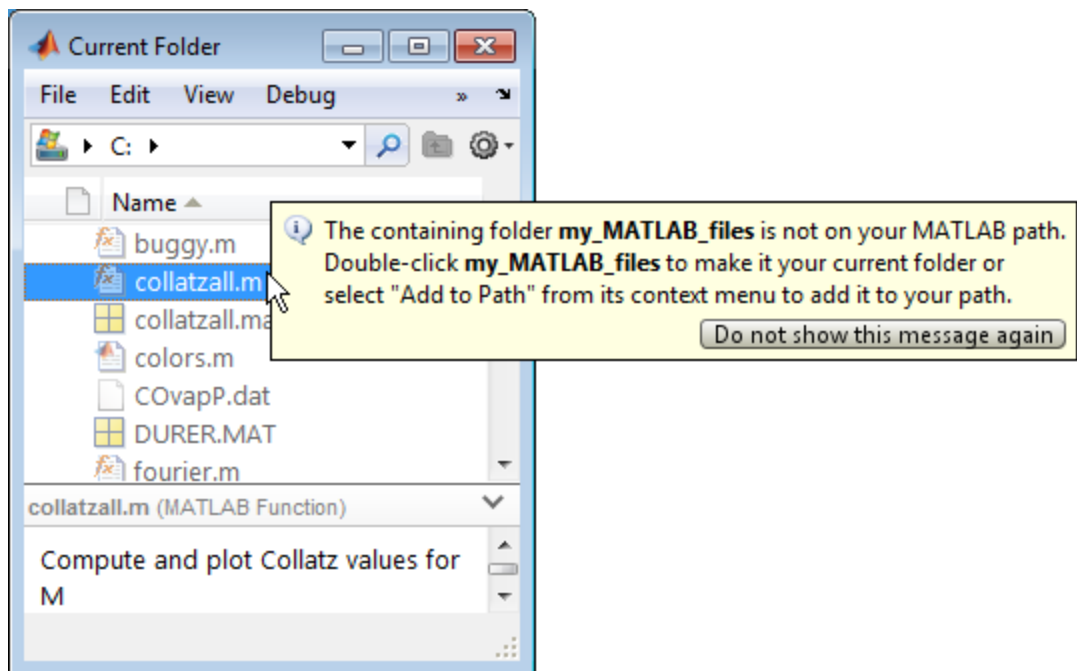 Current Folder
File Edit View Debug »
C:
Name
buggy.m
collatzall.m
collatzall.ma
colors.m
COvapP.dat
DURER.MAT
fourier.m
The containing folder my_MATLAB_files is not on your MATLAB path.
Double-click my_MATLAB_files to make it your current folder or
select "Add to Path" from its context menu to add it to your path.
Do not show this message again
collatzall.m (MATLAB Function)
Compute and plot Collatz values for
M